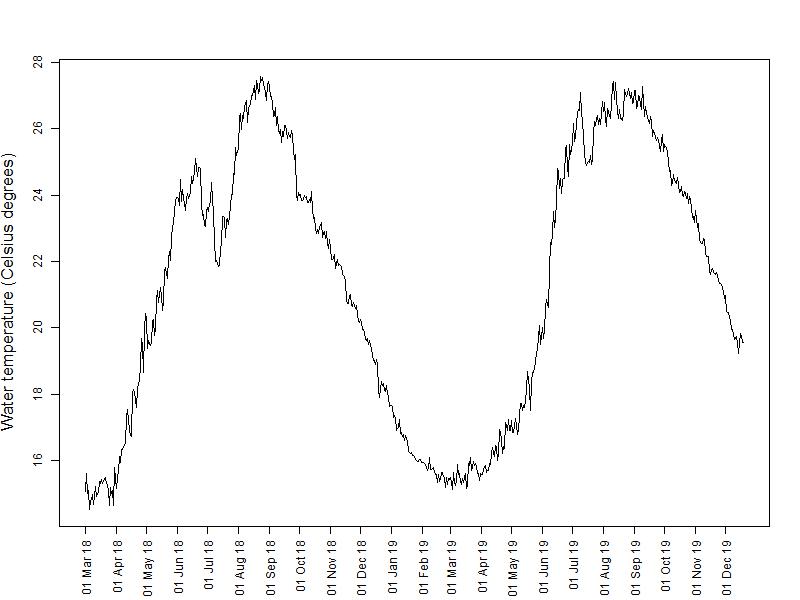 Water temperature (Celsius degrees)
28
26
24
22
20
18
16
01 Mar 18
01 Apr 18
01 May 18
01 Jun 18
01 Jul 18
01 Aug 18
01 Sep 18
01 Oct 18
01 Nov 18
01 Dec 18
01 Jan 19
01 Feb 19
01 Mar 19
01 Apr 19
01 May 19
01 Jun 19
01 Jul 19
01 Aug 19
01 Sep 19
01 Oct 19
01 Nov 19
01 Dec 19